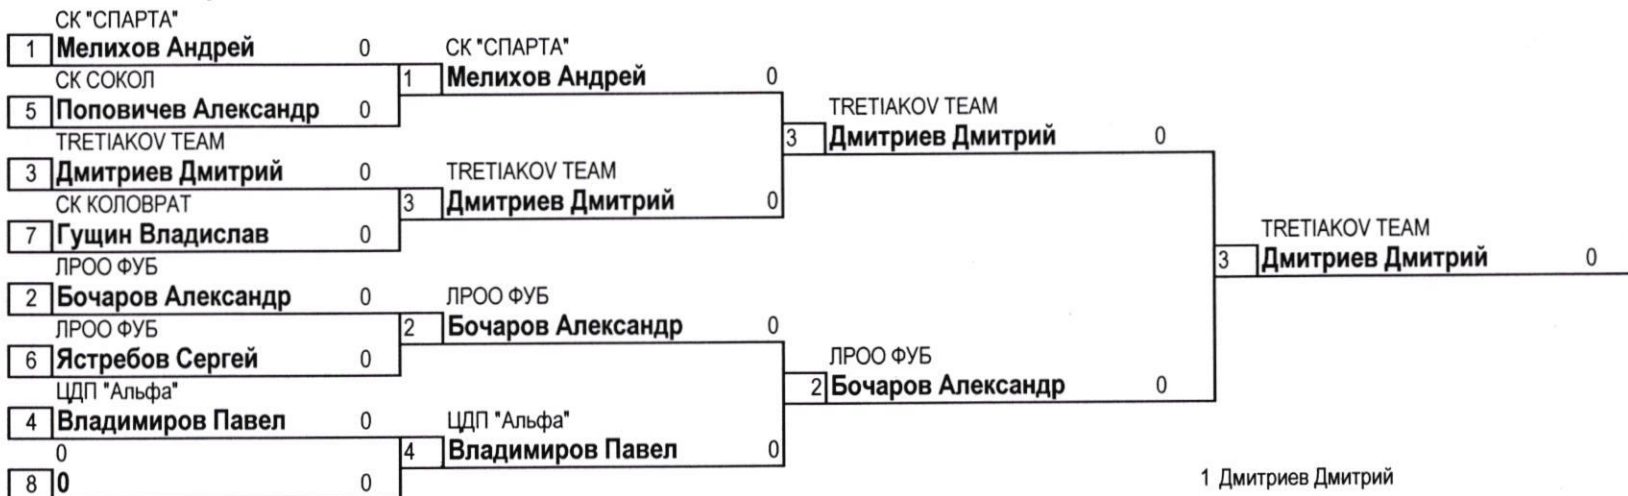 СК "СПАРТА"
1 Мелихов Андрей 0
СК СОКОЛ
5 Поповичев Александр 0
TRETIAKOV TEAM
3 Дмитриев Дмитрий 0
СК КОЛОВРАТ
7 Гущин Владислав 0
ЛРОО ФУБ
2 Бочаров Александр 0
ЛРОО ФУБ
6 Ястребов Сергей 0
ЦДП "Альфа"
4 Владимиров Павел 0
0
8 0 0
СК "СПАРТА"
1 Мелихов Андрей 0
TRETIAKOV TEAM
3 Дмитриев Дмитрий 0
ЛРОО ФУБ
2 Бочаров Александр 0
ЦДП "Альфа"
4 Владимиров Павел 0
TRETIAKOV TEAM
3 Дмитриев Дмитрий 0
ЛРОО ФУБ
2 Бочаров Александр 0
TRETIAKOV TEAM
3 Дмитриев Дмитрий 0
1 Дмитриев Дмитрий